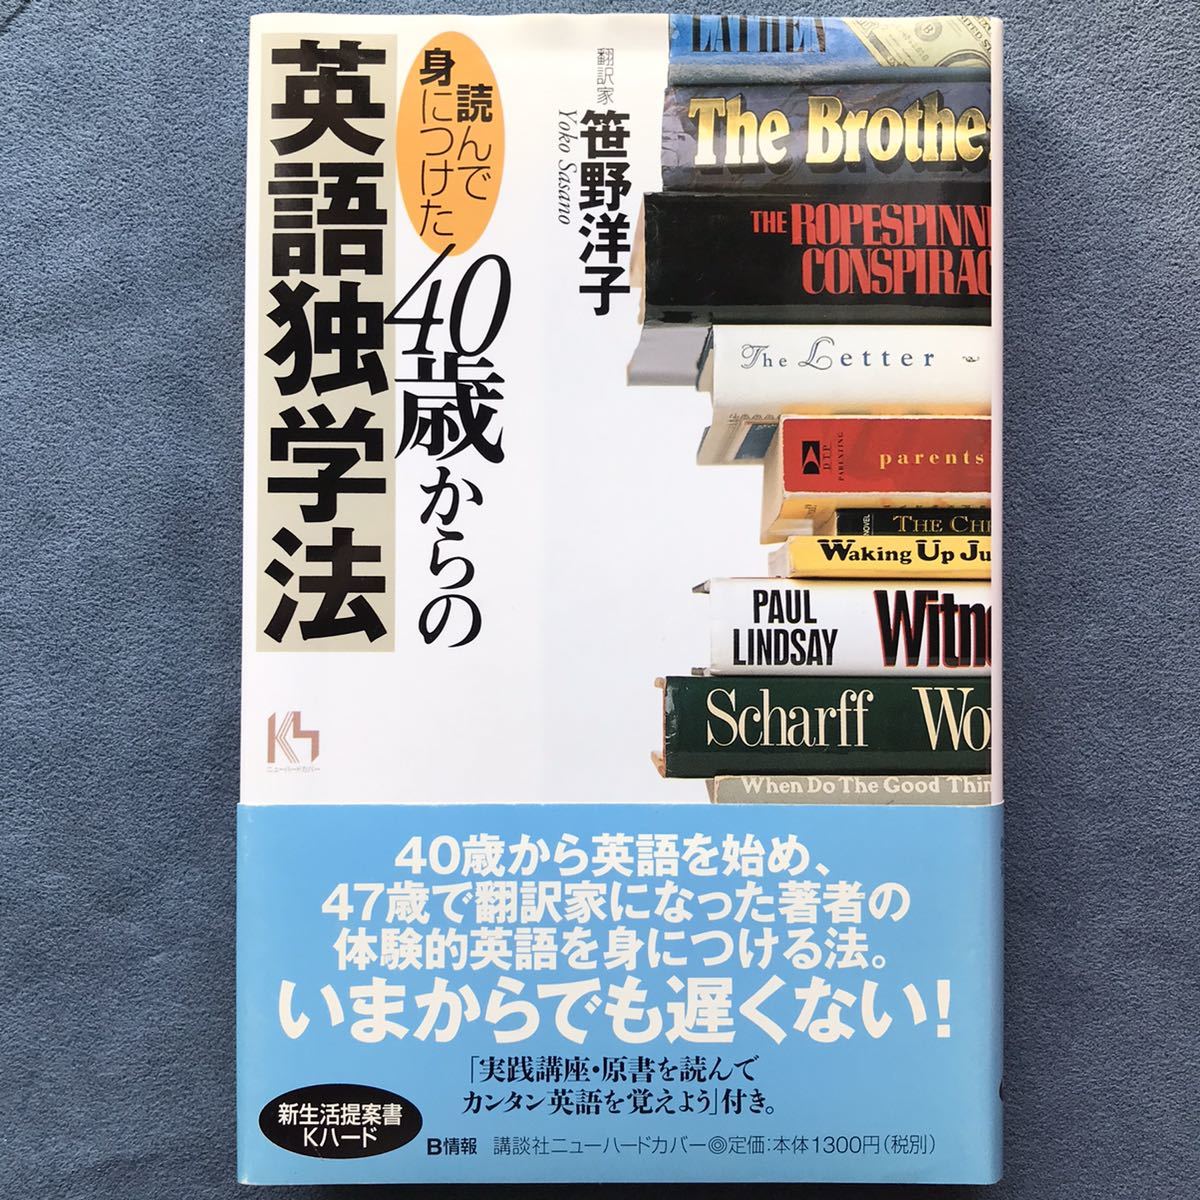 読んで
身につけた
40歳からの
英語独学法
翻訳家
笹野洋子
Yoko Sasano
LATHEN
The Brothe
THE ROPESPINN
CONSPIRAC
The Letter
DTP
PARENTING
parents
NOVEL
THE CH
Waking Up Ju
PAUL
LINDSAY
Witn
Scharff Wo
When Do The Good Thin
KH
ニューハードカバー
40歳から英語を始め、
47歳で翻訳家になった著者の
体験的英語を身につける法。
いまからでも遅くない!
「実践講座・原書を読んで
カンタン英語を覚えよう」付き。
新生活提案書
Kハード
B情報 講談社ニューハードカバー◎定価:本体1300円(税別)